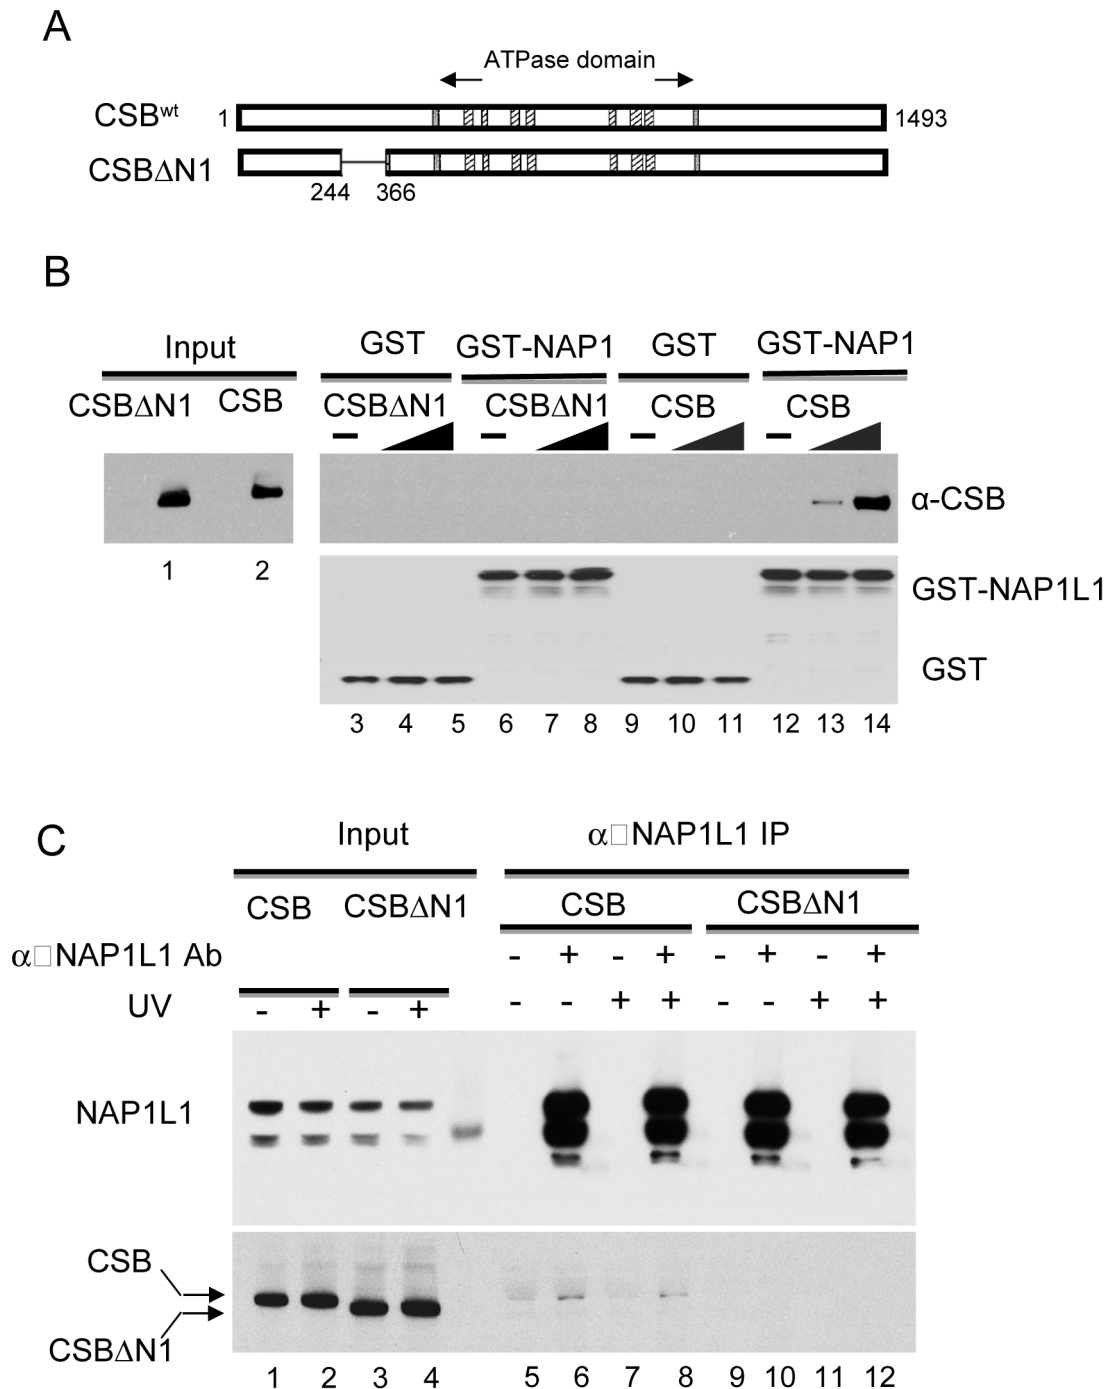 A
ATPase domain
CSBwt 1 1493
CSBΔN1
244 366
B
Input GST GST-NAP1 GST GST-NAP1
CSBΔN1 CSB CSBΔN1 CSBΔN1 CSB CSB
– – – –
α-CSB
1 2
GST-NAP1L1
GST
3 4 5 6 7 8 9 10 11 12 13 14
C
Input α□NAP1L1 IP
CSB CSBΔN1 CSB CSBΔN1
α□NAP1L1 Ab - + - + - + - +
UV - + - + - - + + - - + +
NAP1L1
CSB
CSBΔN1
1 2 3 4 5 6 7 8 9 10 11 12